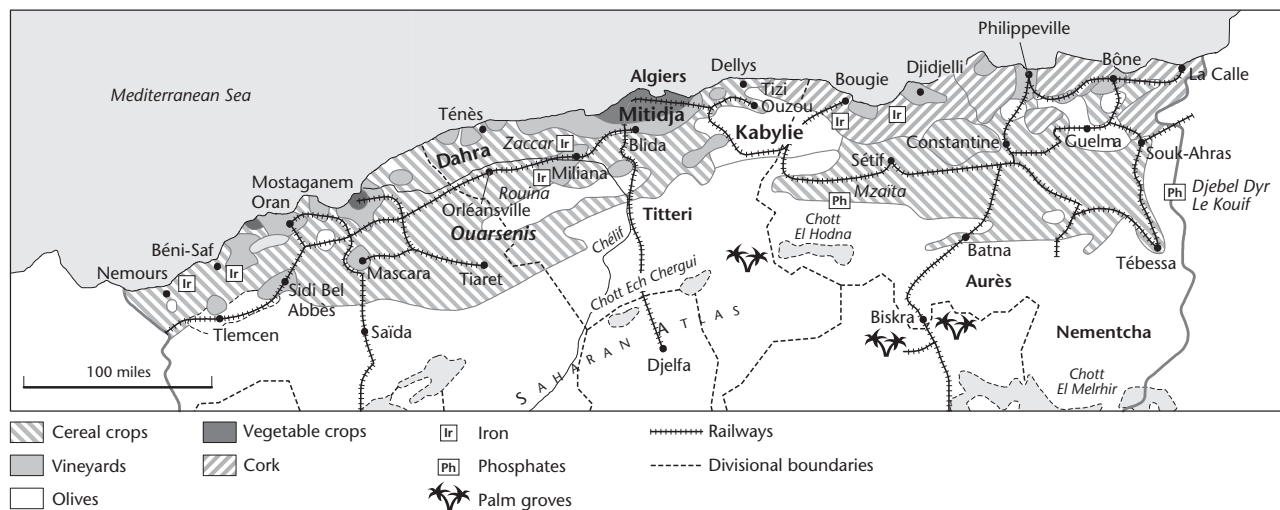 Philippeville
Mediterranean Sea
Algiers
Dellys
Tizi
Ouzou
Bougie
Djidjelli
Bône
La Calle
Ténès
Mitidja
Kabylie
Ir
Ir
Dahra
Zaccar
Ir
Blida
Constantine
Guelma
Souk-Ahras
Miliana
Sétif
Mostaganem
Rouina
Ir
Mzaïta
Ph
Ph
Djebel Dyr
Le Kouif
Oran
Orléansville
Titteri
Chott
El Hodna
Ouarsenis
Chélif
Béni-Saf
Ir
Batna
Nemours
Ir
Mascara
Tiaret
Tébessa
Sidi Bel
Abbès
Chott Ech Chergui
Aurès
Tlemcen
Saïda
Biskra
Nementcha
SAHARAN ATLAS
Djelfa
100 miles
Chott
El Melrhir
Cereal crops
Vegetable crops
Ir
Iron
Railways
Vineyards
Cork
Ph
Phosphates
Divisional boundaries
Olives
Palm groves